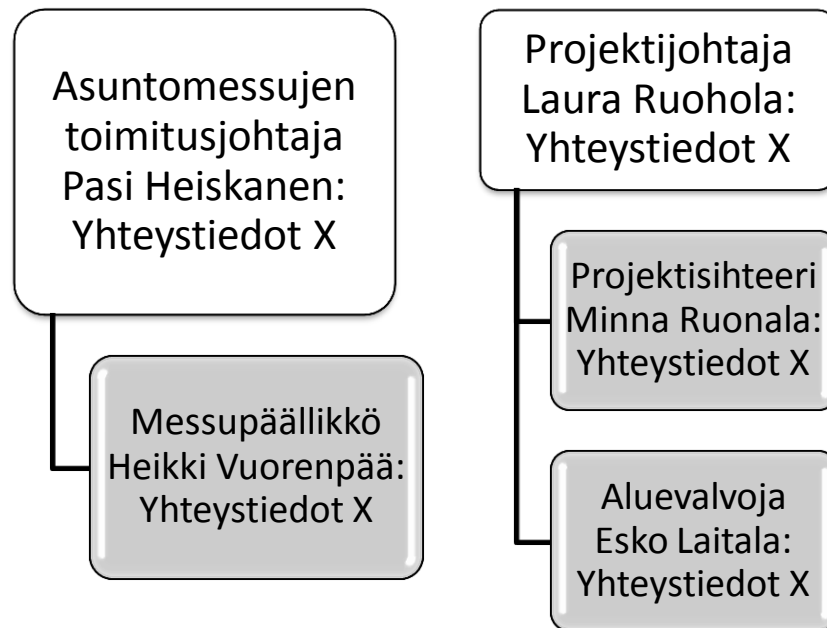 Asuntomessujen
toimitusjohtaja
Pasi Heiskanen:
Yhteystiedot X
Messupäällikkö
Heikki Vuorenpää:
Yhteystiedot X
Projektijohtaja
Laura Ruohola:
Yhteystiedot X
Projektisihteeri
Minna Ruonala:
Yhteystiedot X
Aluevalvoja
Esko Laitala:
Yhteystiedot X